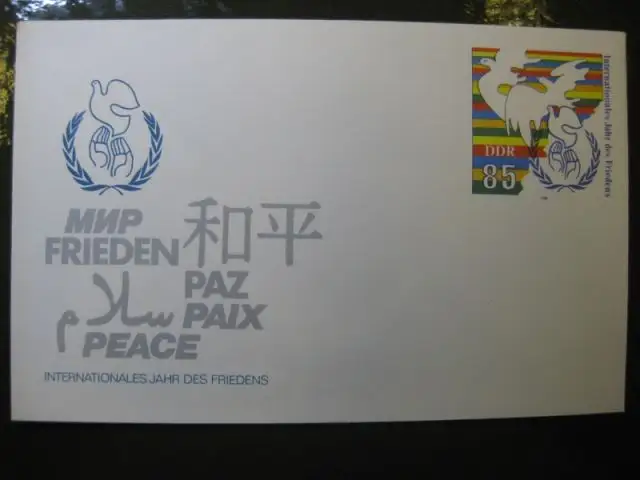 МИР
FRIEDEN
和平
PAZ
سلام
PAIX
PEACE
INTERNATIONALES JAHR DES FRIEDENS
DDR
85
Internationales Jahr des Friedens